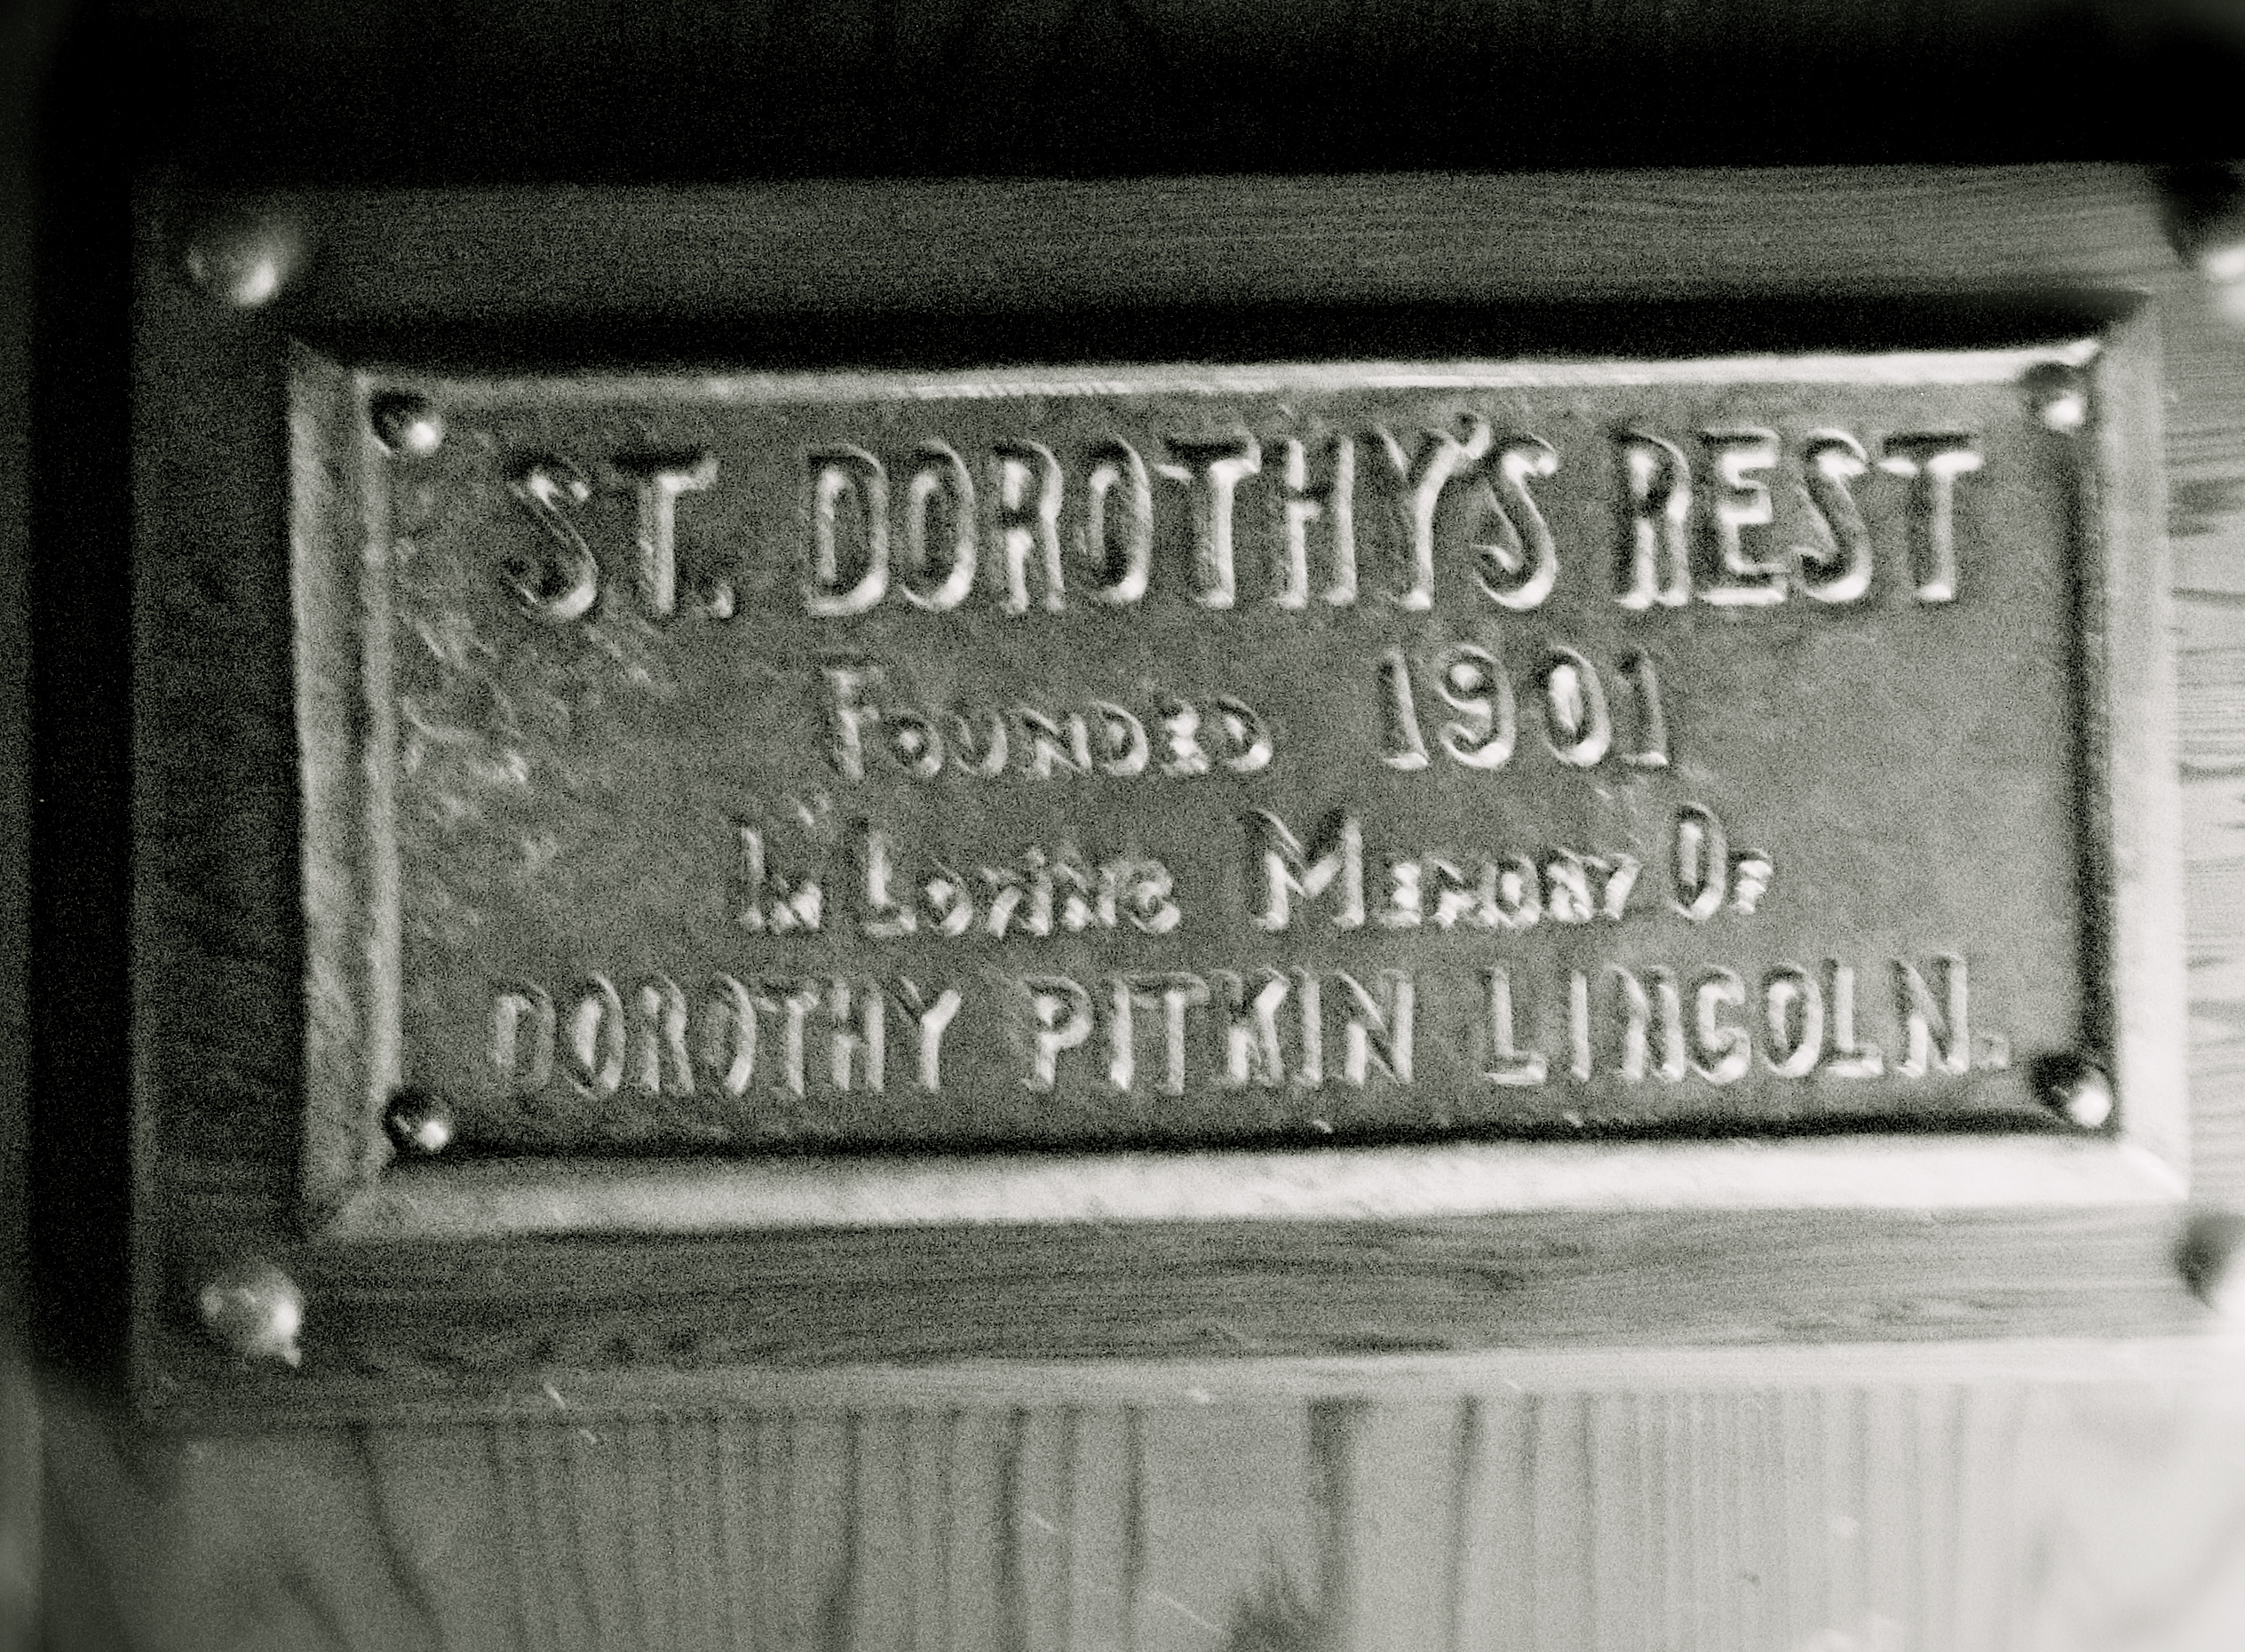 ST. DOROTHY'S REST
FOUNDED 1901
IN LOVING MEMORY OF
DOROTHY PITKIN LINCOLN.